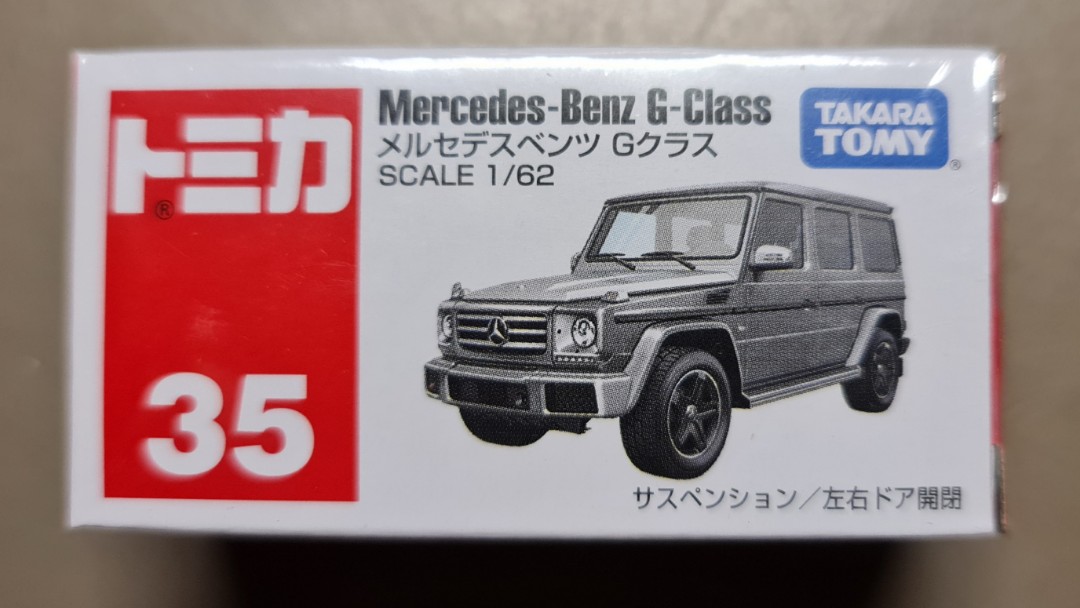 トミカ
®
35
Mercedes-Benz G-Class
メルセデスベンツ Gクラス
SCALE 1/62
TAKARA
TOMY
®
サスペンション／左右ドア開閉